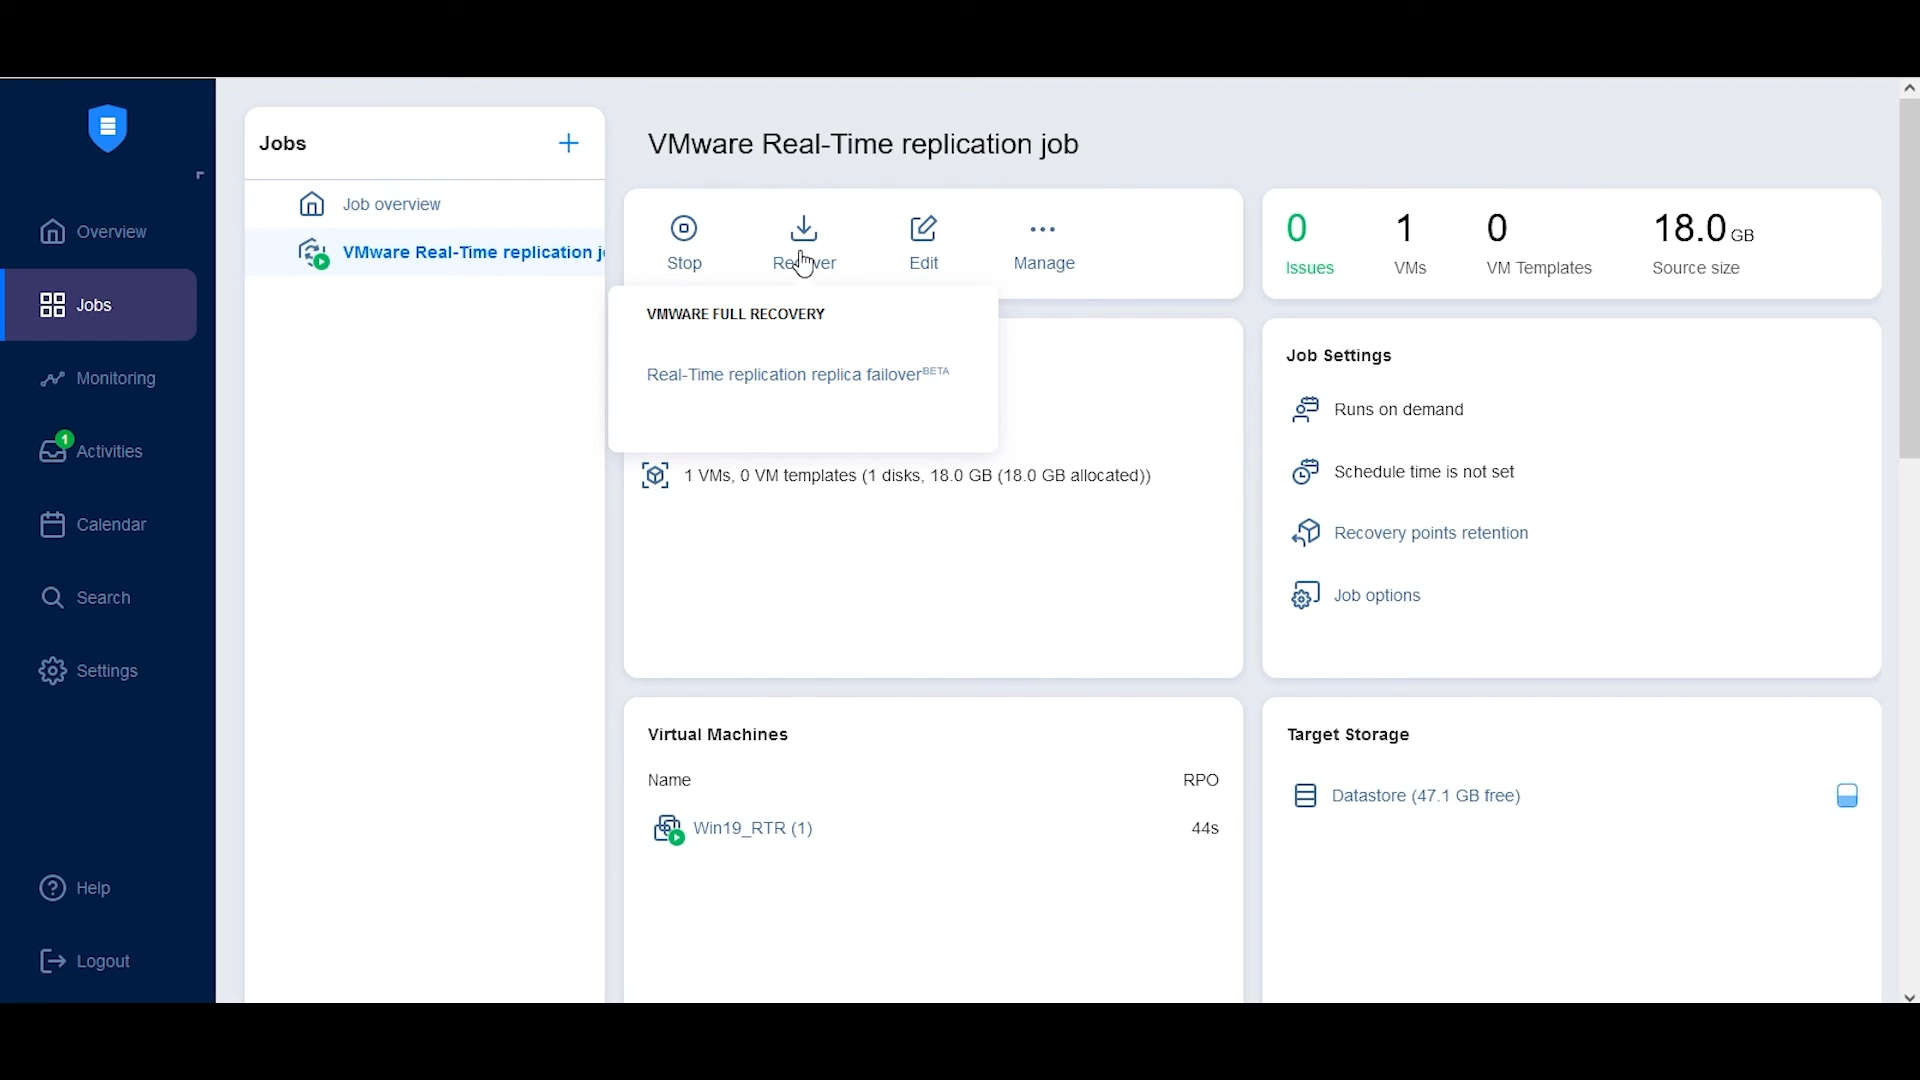 Overview
Jobs
Monitoring
1
Activities
Calendar
Search
Settings
Help
Logout
Jobs
Job overview
VMware Real-Time replication
VMware Real-Time replication job
Stop
Recover
Edit
Manage
VMWARE FULL RECOVERY
Real-Time replication replica failover BETA
1 VMs, 0 VM templates (1 disks, 18.0 GB (18.0 GB allocated))
0 1 0 18.0 GB
Issues VMs VM Templates Source size
Job Settings
Runs on demand
Schedule time is not set
Recovery points retention
Job options
Virtual Machines
Name RPO
Win19_RTR (1) 44s
Target Storage
Datastore (47.1 GB free)